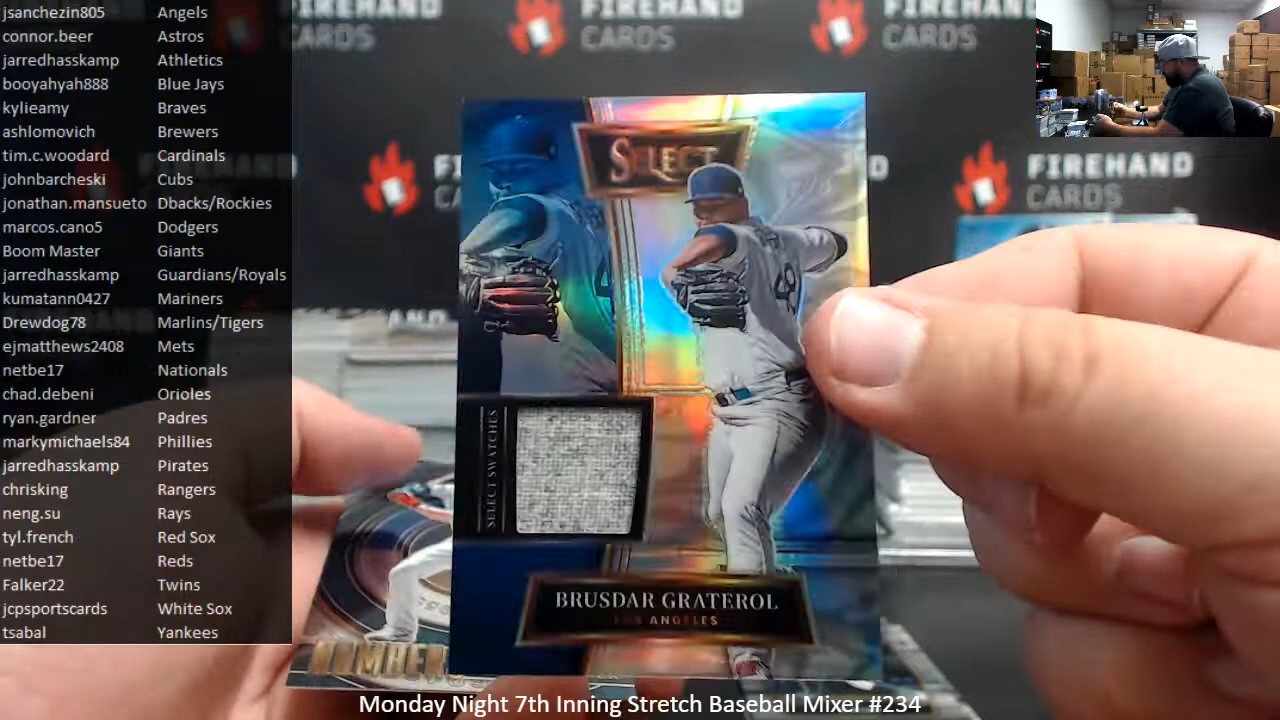 jsanchezin805 Angels
connor.beer Astros
jarredhasskamp Athletics
booyahyah888 Blue Jays
kylieamy Braves
ashlomovich Brewers
tim.c.woodard Cardinals
johnbarcheski Cubs
jonathan.mansueto Dbacks/Rockies
marcos.cano5 Dodgers
Boom Master Giants
jarredhasskamp Guardians/Royals
kumatann0427 Mariners
Drewdog78 Marlins/Tigers
ejmatthews2408 Mets
netbe17 Nationals
chad.debeni Orioles
ryan.gardner Padres
markymichaels84 Phillies
jarredhasskamp Pirates
chrisking Rangers
neng.su Rays
tyl.french Red Sox
netbe17 Reds
Falker22 Twins
jcpsportscards White Sox
tsabal Yankees
FIREHAND
CARDS
FIREHAND
CARDS
FIREHAND
CARDS
SELECT
48
SELECT SWATCHES
BRUSDAR GRATEROL
LOS ANGELES
Monday Night 7th Inning Stretch Baseball Mixer #234